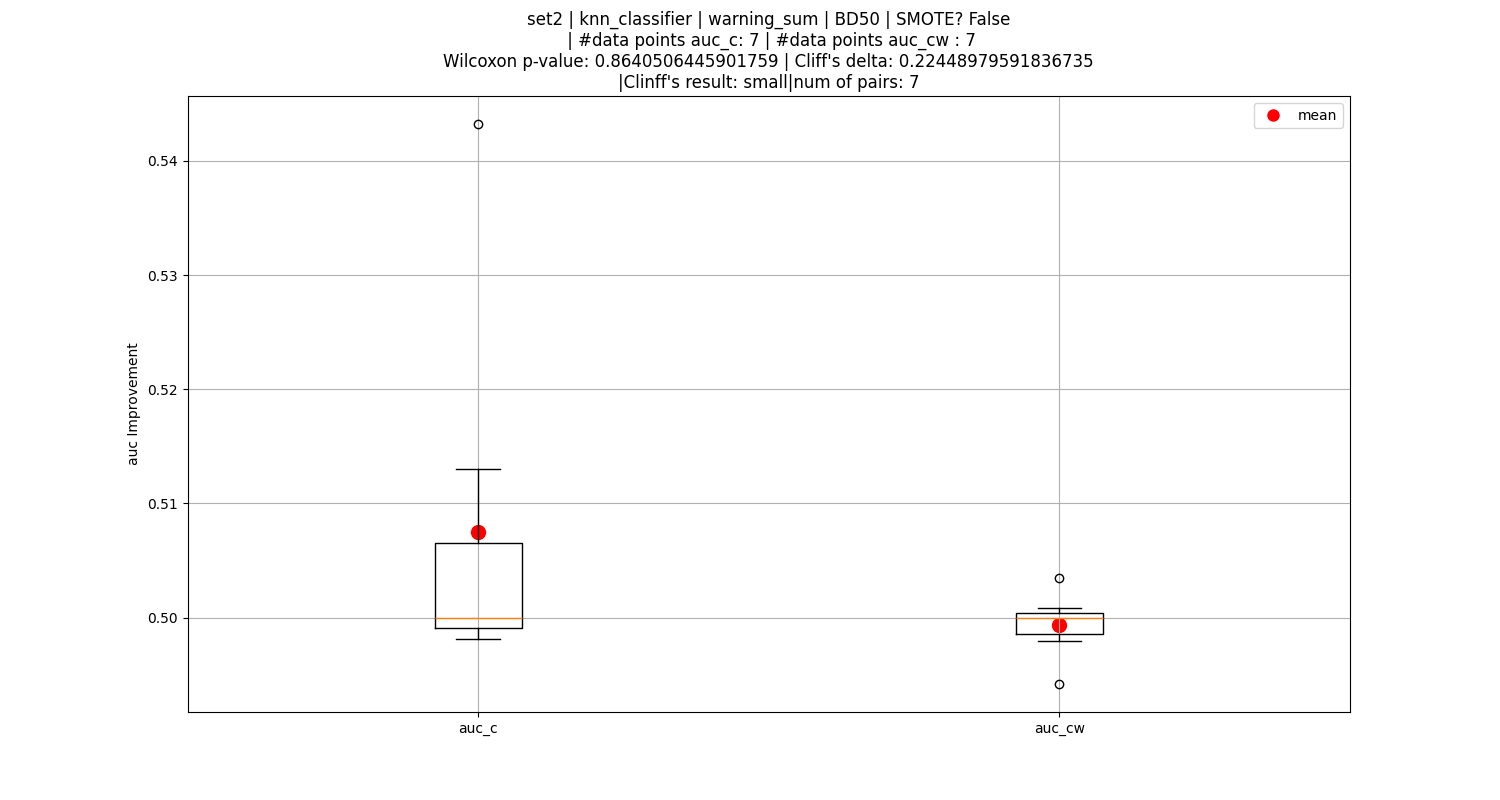 set2 | knn_classifier | warning_sum | BD50 | SMOTE? False
| #data points auc_c: 7 | #data points auc_cw : 7
Wilcoxon p-value: 0.8640506445901759 | Cliff's delta: 0.22448979591836735
|Clinff's result: small|num of pairs: 7
mean
0.54
0.53
0.52
0.51
0.50
auc Improvement
auc_c
auc_cw